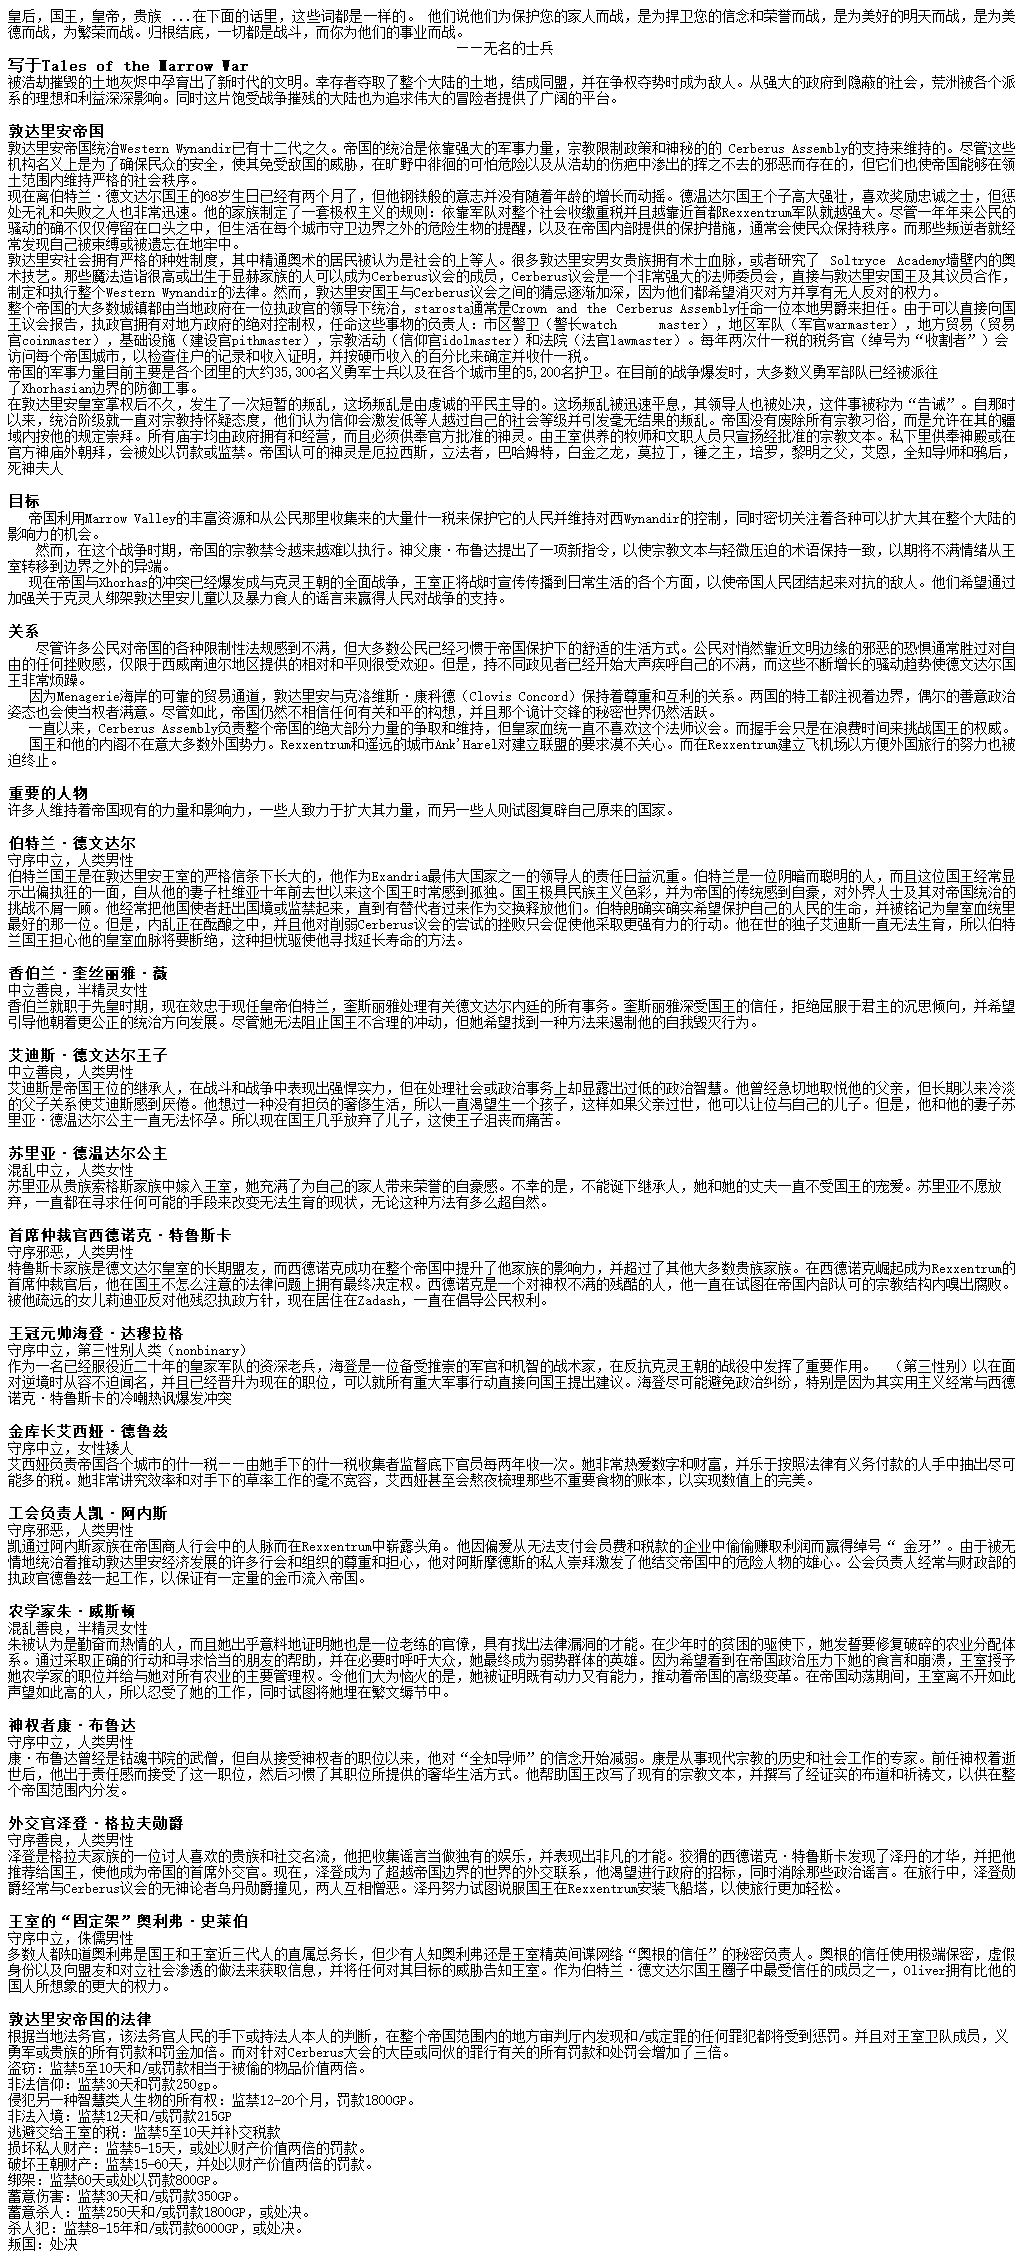 皇后，国王，皇帝，贵族 ...在下面的话里，这些词都是一样的。 他们说他们为保护您的家人而战，是为捍卫您的信念和荣誉而战，是为美好的明天而战，是为美
德而战，为繁荣而战。归根结底，一切都是战斗，而你为他们的事业而战。
——无名的士兵
写于Tales of the Marrow War
被浩劫摧毁的土地灰烬中孕育出了新时代的文明。幸存者夺取了整个大陆的土地，结成同盟，并在争权夺势时成为敌人。从强大的政府到隐蔽的社会，荒洲被各个派
系的理想和利益深深影响。同时这片饱受战争摧残的大陆也为追求伟大的冒险者提供了广阔的平台。
敦达里安帝国
敦达里安帝国统治Western Wynandir已有十二代之久。帝国的统治是依靠强大的军事力量，宗教限制政策和神秘的的 Cerberus Assembly的支持来维持的。尽管这些
机构名义上是为了确保民众的安全，使其免受敌国的威胁，在旷野中徘徊的可怕危险以及从浩劫的伤疤中渗出的挥之不去的邪恶而存在的，但它们也使帝国能够在领
土范围内维持严格的社会秩序。
现在离伯特兰·德文达尔国王的68岁生日已经有两个月了，但他钢铁般的意志并没有随着年龄的增长而动摇。德温达尔国王个子高大强壮，喜欢奖励忠诚之士，但惩
处无礼和失败之人也非常迅速。他的家族制定了一套极权主义的规则：依靠军队对整个社会收缴重税并且越靠近首都Rexxentrum军队就越强大。尽管一年年来公民的
骚动的确不仅仅停留在口头之中，但生活在每个城市守卫边界之外的危险生物的提醒，以及在帝国内部提供的保护措施，通常会使民众保持秩序。而那些叛逆者就经
常发现自己被束缚或被遗忘在地牢中。
敦达里安社会拥有严格的种姓制度，其中精通奥术的居民被认为是社会的上等人。很多敦达里安男女贵族拥有术士血脉，或者研究了 Soltryce Academy墙壁内的奥
术技艺。那些魔法造诣很高或出生于显赫家族的人可以成为Cerberus议会的成员，Cerberus议会是一个非常强大的法师委员会，直接与敦达里安国王及其议员合作，
制定和执行整个Western Wynandir的法律。然而，敦达里安国王与Cerberus议会之间的猜忌逐渐加深，因为他们都希望消灭对方并享有无人反对的权力。
整个帝国的大多数城镇都由当地政府在一位执政官的领导下统治，starosta通常是Crown and the Cerberus Assembly任命一位本地男爵来担任。由于可以直接向国
王议会报告，执政官拥有对地方政府的绝对控制权，任命这些事物的负责人：市区警卫（警长watch master），地区军队（军官warmaster），地方贸易（贸易
官coinmaster），基础设施（建设官pithmaster），宗教活动（信仰官idolmaster）和法院（法官lawmaster）。每年两次什一税的税务官（绰号为“收割者”）会
访问每个帝国城市，以检查住户的记录和收入证明，并按硬币收入的百分比来确定并收什一税。
帝国的军事力量目前主要是各个团里的大约35,300名义勇军士兵以及在各个城市里的5,200名护卫。在目前的战争爆发时，大多数义勇军部队已经被派往
了Xhorhasian边界的防御工事。
在敦达里安皇室掌权后不久，发生了一次短暂的叛乱，这场叛乱是由虔诚的平民主导的。这场叛乱被迅速平息，其领导人也被处决，这件事被称为“告诫”。自那时
以来，统治阶级就一直对宗教持怀疑态度，他们认为信仰会激发低等人越过自己的社会等级并引发毫无结果的叛乱。帝国没有废除所有宗教习俗，而是允许在其的疆
域内按他的规定崇拜。所有庙宇均由政府拥有和经营，而且必须供奉官方批准的神灵。由王室供养的牧师和文职人员只宣扬经批准的宗教文本。私下里供奉神殿或在
官方神庙外朝拜，会被处以罚款或监禁。帝国认可的神灵是厄拉西斯，立法者，巴哈姆特，白金之龙，莫拉丁，锤之王，培罗，黎明之父，艾恩，全知导师和鸦后，
死神夫人
目标
帝国利用Marrow Valley的丰富资源和从公民那里收集来的大量什一税来保护它的人民并维持对西Wynandir的控制，同时密切关注着各种可以扩大其在整个大陆的
影响力的机会。
然而，在这个战争时期，帝国的宗教禁令越来越难以执行。神父康·布鲁达提出了一项新指令，以使宗教文本与轻微压迫的术语保持一致，以期将不满情绪从王
室转移到边界之外的异端。
现在帝国与Xhorhas的冲突已经爆发成与克灵王朝的全面战争，王室正将战时宣传传播到日常生活的各个方面，以使帝国人民团结起来对抗的敌人。他们希望通过
加强关于克灵人绑架敦达里安儿童以及暴力食人的谣言来赢得人民对战争的支持。
关系
尽管许多公民对帝国的各种限制性法规感到不满，但大多数公民已经习惯于帝国保护下的舒适的生活方式。公民对悄然靠近文明边缘的邪恶的恐惧通常胜过对自
由的任何挫败感，仅限于西威南迪尔地区提供的相对和平则很受欢迎。但是，持不同政见者已经开始大声疾呼自己的不满，而这些不断增长的骚动趋势使德文达尔国
王非常烦躁。
因为Menagerie海岸的可靠的贸易通道，敦达里安与克洛维斯·康科德（Clovis Concord）保持着尊重和互利的关系。两国的特工都注视着边界，偶尔的善意政治
姿态也会使当权者满意。尽管如此，帝国仍然不相信任何有关和平的构想，并且那个诡计交锋的秘密世界仍然活跃。
一直以来，Cerberus Assembly负责整个帝国的绝大部分力量的争取和维持，但皇家血统一直不喜欢这个法师议会。而握手会只是在浪费时间来挑战国王的权威。
国王和他的内阁不在意大多数外国势力。Rexxentrum和遥远的城市Ank'Harel对建立联盟的要求漠不关心。而在Rexxentrum建立飞机场以方便外国旅行的努力也被
迫终止。
重要的人物
许多人维持着帝国现有的力量和影响力，一些人致力于扩大其力量，而另一些人则试图复辟自己原来的国家。
伯特兰·德文达尔
守序中立，人类男性
伯特兰国王是在敦达里安王室的严格信条下长大的，他作为Exandria最伟大国家之一的领导人的责任日益沉重。伯特兰是一位阴暗而聪明的人，而且这位国王经常显
示出偏执狂的一面，自从他的妻子杜维亚十年前去世以来这个国王时常感到孤独。国王极具民族主义色彩，并为帝国的传统感到自豪，对外界人士及其对帝国统治的
挑战不屑一顾。他经常把他国使者赶出国境或监禁起来，直到有替代者过来作为交换释放他们。伯特朗确实确实希望保护自己的人民的生命，并被铭记为皇室血统里
最好的那一位。但是，内乱正在酝酿之中，并且他对削弱Cerberus议会的尝试的挫败只会促使他采取更强有力的行动。他在世的独子艾迪斯一直无法生育，所以伯特
兰国王担心他的皇室血脉将要断绝，这种担忧驱使他寻找延长寿命的方法。
香伯兰·奎丝丽雅·薇
中立善良，半精灵女性
香伯兰就职于先皇时期，现在效忠于现任皇帝伯特兰，奎斯丽雅处理有关德文达尔内廷的所有事务。奎斯丽雅深受国王的信任，拒绝屈服于君主的沉思倾向，并希望
引导他朝着更公正的统治方向发展。尽管她无法阻止国王不合理的冲动，但她希望找到一种方法来遏制他的自我毁灭行为。
艾迪斯·德文达尔王子
中立善良，人类男性
艾迪斯是帝国王位的继承人，在战斗和战争中表现出强悍实力，但在处理社会或政治事务上却显露出过低的政治智慧。他曾经急切地取悦他的父亲，但长期以来冷淡
的父子关系使艾迪斯感到厌倦。他想过一种没有担负的奢侈生活，所以一直渴望生一个孩子，这样如果父亲过世，他可以让位与自己的儿子。但是，他和他的妻子苏
里亚·德温达尔公主一直无法怀孕。所以现在国王几乎放弃了儿子，这使王子沮丧而痛苦。
苏里亚·德温达尔公主
混乱中立，人类女性
苏里亚从贵族索格斯家族中嫁入王室，她充满了为自己的家人带来荣誉的自豪感。不幸的是，不能诞下继承人，她和她的丈夫一直不受国王的宠爱。苏里亚不愿放
弃，一直都在寻求任何可能的手段来改变无法生育的现状，无论这种方法有多么超自然。
首席仲裁官西德诺克·特鲁斯卡
守序邪恶，人类男性
特鲁斯卡家族是德文达尔皇室的长期盟友，而西德诺克成功在整个帝国中提升了他家族的影响力，并超过了其他大多数贵族家族。在西德诺克崛起成为Rexxentrum的
首席仲裁官后，他在国王不怎么注意的法律问题上拥有最终决定权。西德诺克是一个对神权不满的残酷的人，他一直在试图在帝国内部认可的宗教结构内嗅出腐败。
被他疏远的女儿莉迪亚反对他残忍执政方针，现在居住在Zadash，一直在倡导公民权利。
王冠元帅海登·达穆拉格
守序中立，第三性别人类（nonbinary）
作为一名已经服役近二十年的皇家军队的资深老兵，海登是一位备受推崇的军官和机智的战术家，在反抗克灵王朝的战役中发挥了重要作用。 （第三性别）以在面
对逆境时从容不迫闻名，并且已经晋升为现在的职位，可以就所有重大军事行动直接向国王提出建议。海登尽可能避免政治纠纷，特别是因为其实用主义经常与西德
诺克·特鲁斯卡的冷嘲热讽爆发冲突
金库长艾西娅·德鲁兹
守序中立，女性矮人
艾西娅负责帝国各个城市的什一税——由她手下的什一税收集者监督底下官员每两年收一次。她非常热爱数字和财富，并乐于按照法律有义务付款的人手中抽出尽可
能多的税。她非常讲究效率和对手下的草率工作的毫不宽容，艾西娅甚至会熬夜梳理那些不重要食物的账本，以实现数值上的完美。
工会负责人凯·阿内斯
守序邪恶，人类男性
凯通过阿内斯家族在帝国商人行会中的人脉而在Rexxentrum中崭露头角。他因偏爱从无法支付会员费和税款的企业中偷偷赚取利润而赢得绰号“ 金牙”。由于被无
情地统治着推动敦达里安经济发展的许多行会和组织的尊重和担心，他对阿斯摩德斯的私人崇拜激发了他结交帝国中的危险人物的雄心。公会负责人经常与财政部的
执政官德鲁兹一起工作，以保证有一定量的金币流入帝国。
农学家朱·威斯顿
混乱善良，半精灵女性
朱被认为是勤奋而热情的人，而且她出乎意料地证明她也是一位老练的官僚，具有找出法律漏洞的才能。在少年时的贫困的驱使下，她发誓要修复破碎的农业分配体
系。通过采取正确的行动和寻求恰当的朋友的帮助，并在必要时呼吁大众，她最终成为弱势群体的英雄。因为希望看到在帝国政治压力下她的食言和崩溃，王室授予
她农学家的职位并给与她对所有农业的主要管理权。令他们大为恼火的是，她被证明既有动力又有能力，推动着帝国的高级变革。在帝国动荡期间，王室离不开如此
声望如此高的人，所以忍受了她的工作，同时试图将她埋在繁文缛节中。
神权者康·布鲁达
守序中立，人类男性
康·布鲁达曾经是钴魂书院的武僧，但自从接受神权者的职位以来，他对“全知导师”的信念开始减弱。康是从事现代宗教的历史和社会工作的专家。前任神权着逝
世后，他出于责任感而接受了这一职位，然后习惯了其职位所提供的奢华生活方式。他帮助国王改写了现有的宗教文本，并撰写了经证实的布道和祈祷文，以供在整
个帝国范围内分发。
外交官泽登·格拉夫勋爵
守序善良，人类男性
泽登是格拉夫家族的一位讨人喜欢的贵族和社交名流，他把收集谣言当做独有的娱乐，并表现出非凡的才能。狡猾的西德诺克·特鲁斯卡发现了泽丹的才华，并把他
推荐给国王，使他成为帝国的首席外交官。现在，泽登成为了超越帝国边界的世界的外交联系，他渴望进行政府的招标，同时消除那些政治谣言。在旅行中，泽登勋
爵经常与Cerberus议会的无神论者乌丹勋爵撞见，两人互相憎恶。泽丹努力试图说服国王在Rexxentrum安装飞船塔，以使旅行更加轻松。
王室的“固定架”奥利弗·史莱伯
守序中立，侏儒男性
多数人都知道奥利弗是国王和王室近三代人的直属总务长，但少有人知奥利弗还是王室精英间谍网络“奥根的信任”的秘密负责人。奥根的信任使用极端保密，虚假
身份以及向盟友和对立社会渗透的做法来获取信息，并将任何对其目标的威胁告知王室。作为伯特兰·德文达尔国王圈子中最受信任的成员之一，Oliver拥有比他的
国人所想象的更大的权力。
敦达里安帝国的法律
根据当地法务官，该法务官人民的手下或持法人本人的判断，在整个帝国范围内的地方审判厅内发现和/或定罪的任何罪犯都将受到惩罚。并且对王室卫队成员，义
勇军或贵族的所有罚款和罚金加倍。而对针对Cerberus大会的大臣或同伙的罪行有关的所有罚款和处罚会增加了三倍。
盗窃：监禁5至10天和/或罚款相当于被偷的物品价值两倍。
非法信仰：监禁30天和罚款250gp。
侵犯另一种智慧类人生物的所有权：监禁12-20个月，罚款1800GP。
非法入境：监禁12天和/或罚款215GP
逃避交给王室的税：监禁5至10天并补交税款
损坏私人财产：监禁5-15天，或处以财产价值两倍的罚款。
破坏王朝财产：监禁15-60天，并处以财产价值两倍的罚款。
绑架：监禁60天或处以罚款800GP。
蓄意伤害：监禁30天和/或罚款350GP。
蓄意杀人：监禁250天和/或罚款1800GP，或处决。
杀人犯：监禁8-15年和/或罚款6000GP，或处决。
叛国：处决